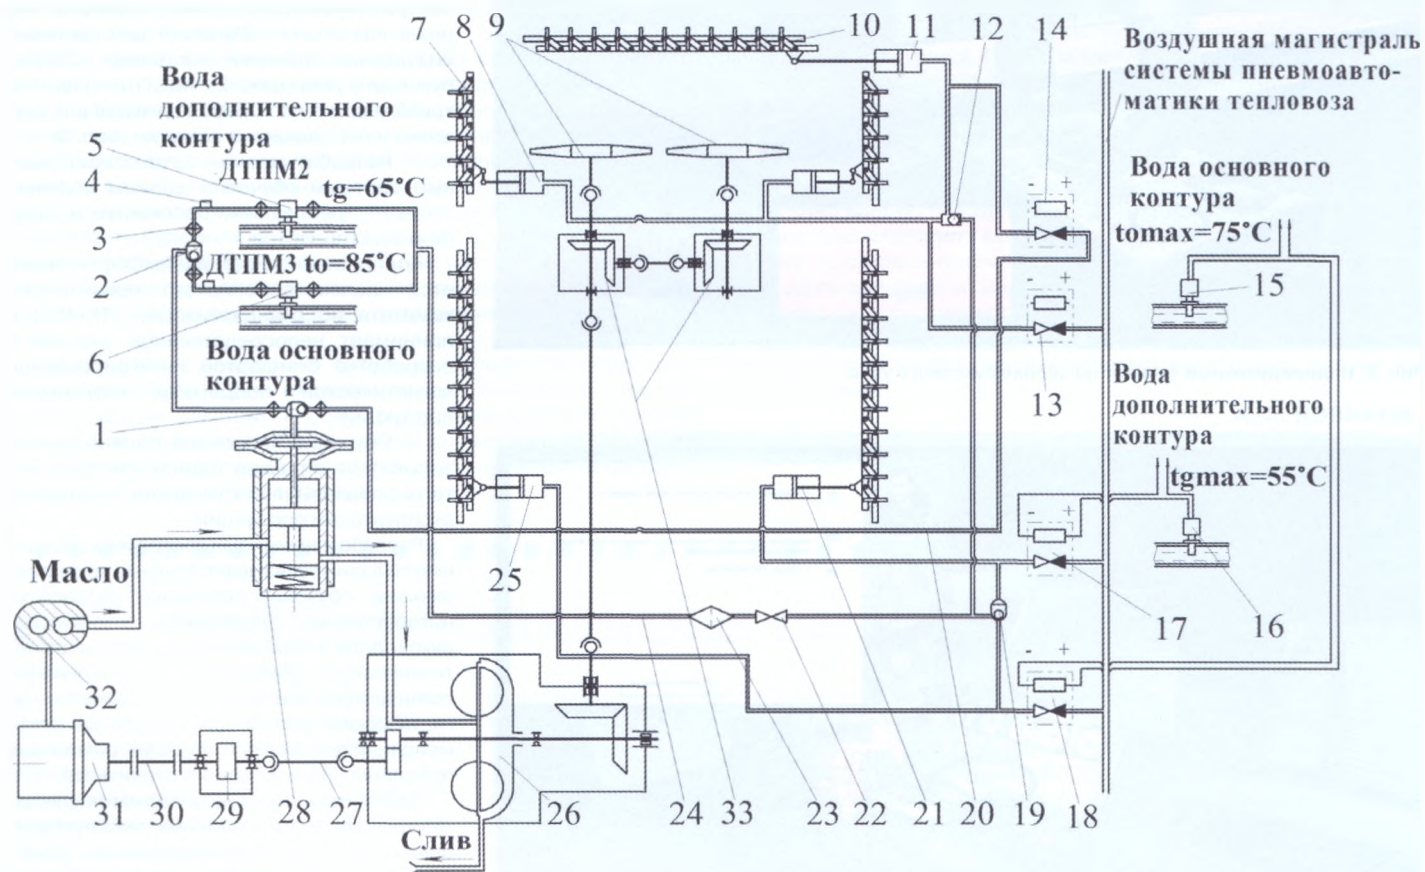 7 8 9 10 11 12 14
Воздушная магистраль
системы пневмоавто-
матики тепловоза
Вода
дополнительного
контура
5
4
3
2
6
1
ДТПМ2 tg=65°C
ДТПМ3 to=85°C
Вода основного
контура
- +
Вода основного
контура
tomax=75°C
15
- +
13
Вода
дополнительного
контура
tgmax=55°C
- +
17 16
- +
25
Масло
32
31 30 29 28 27 26 24 33 23 22 21 20 19 18
Слив